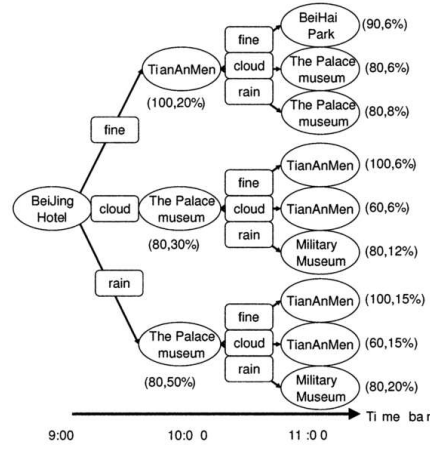 BeiHai
Park
(90,6%)
fine
TianAnMen
cloud
The Palace
museum
(80,6%)
rain
(100,20%)
The Palace
museum
(80,8%)
fine
TianAnMen
(100,6%)
fine
BeiJing
Hotel
cloud
The Palace
museum
cloud
TianAnMen
(60,6%)
(80,30%)
rain
Military
Museum
(80,12%)
rain
TianAnMen
(100,15%)
fine
The Palace
museum
cloud
TianAnMen
(60,15%)
(80,50%)
rain
Military
Museum
(80,20%)
Ti me bar
9:00
10:0 0
11:00